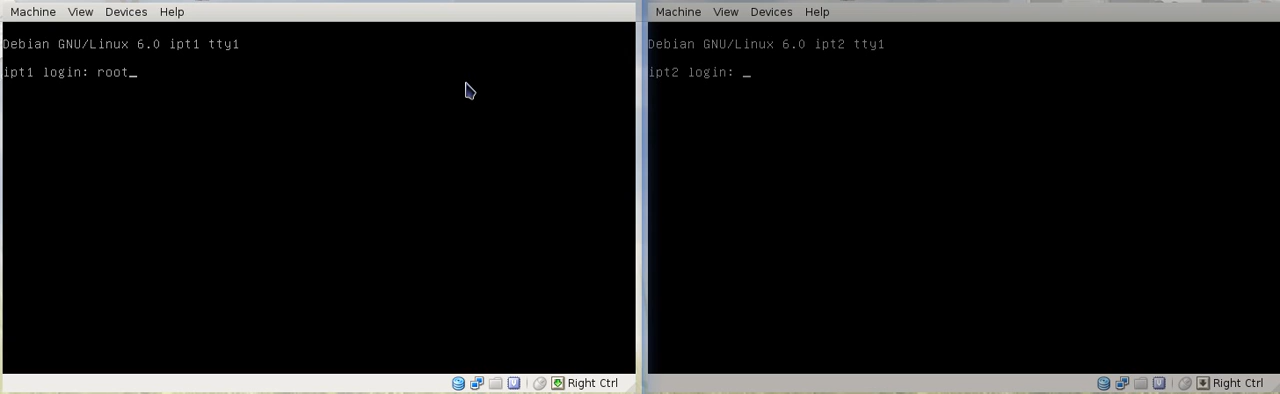 Machine View Devices Help
Debian GNU/Linux 6.0 ipt1 tty1
ipt1 login: root_
Right Ctrl
Machine View Devices Help
Debian GNU/Linux 6.0 ipt2 tty1
ipt2 login: _
Right Ctrl